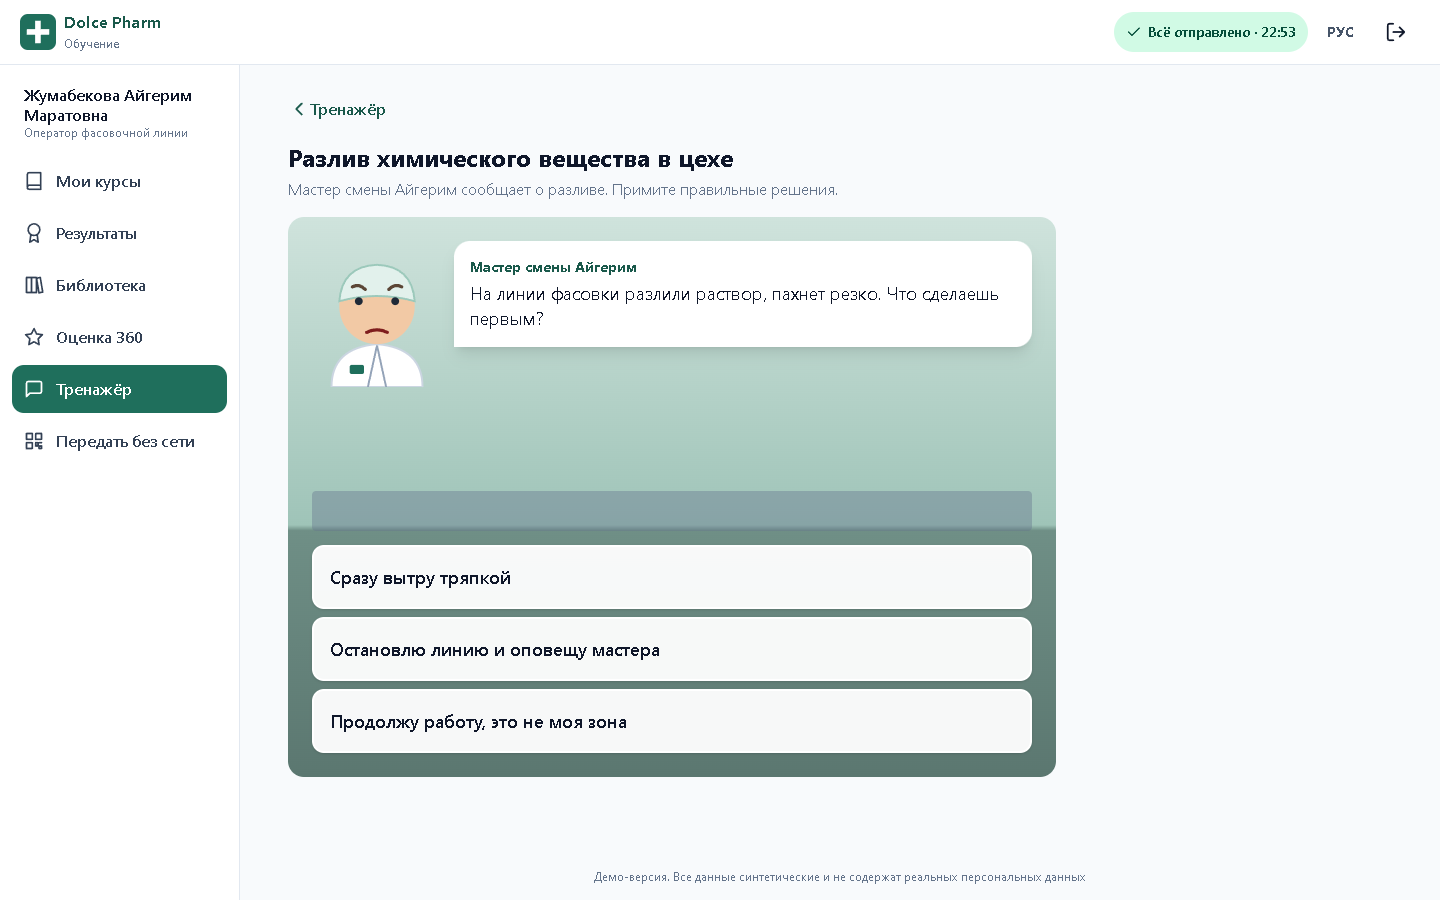 Dolce Pharm
Обучение
Всё отправлено · 22:53
РУС
Жумабекова Айгерим
Маратовна
Оператор фасовочной линии
Мои курсы
Результаты
Библиотека
Оценка 360
Тренажёр
Передать без сети
Тренажёр
Разлив химического вещества в цехе
Мастер смены Айгерим сообщает о разливе. Примите правильные решения.
Мастер смены Айгерим
На линии фасовки разлили раствор, пахнет резко. Что сделаешь
первым?
Сразу вытру тряпкой
Остановлю линию и оповещу мастера
Продолжу работу, это не моя зона
Демо-версия. Все данные синтетические и не содержат реальных персональных данных